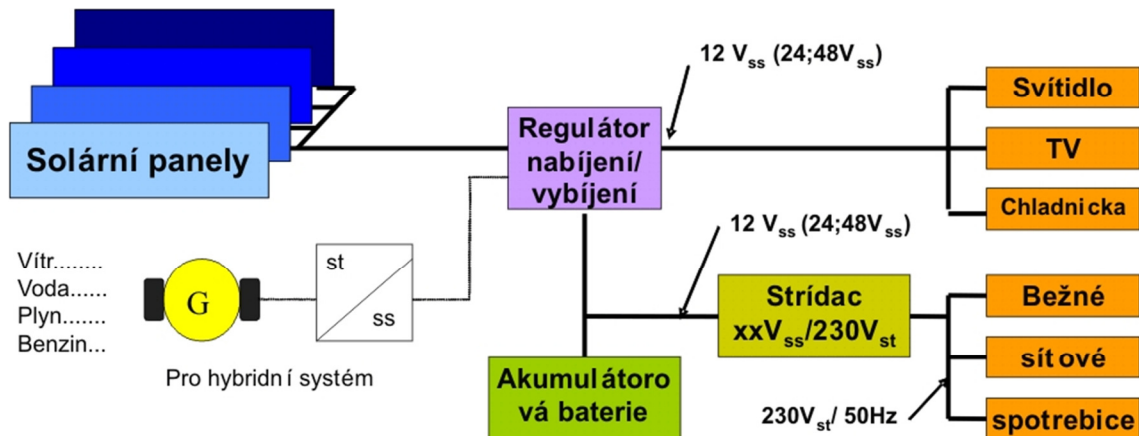 12 Vss (24;48Vss)
Solární panely
Regulátor
nabíjení/
vybíjení
Svítidlo
TV
Chladnicka
12 Vss (24;48Vss)
Vítr........
Voda......
Plyn.......
Benzin...
G
st
ss
Pro hybridní systém
Strídac
xxVss/230Vst
Akumulátoro
vá baterie
230Vst/ 50Hz
Bežné
sítové
spotrebice